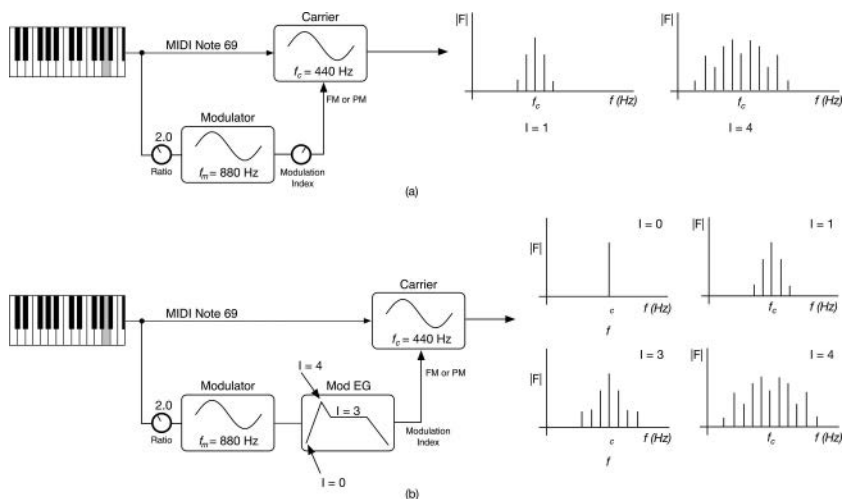 Carrier
MIDI Note 69
fc = 440 Hz
FM or PM
Modulator
2.0
Ratio
fm = 880 Hz
Modulation
Index
|F|
fc
f (Hz)
I = 1
|F|
fc
f (Hz)
I = 4
(a)
Carrier
MIDI Note 69
fc = 440 Hz
FM or PM
I = 4
Modulator
Mod EG
2.0
Ratio
fm = 880 Hz
I = 3
Modulation
Index
I = 0
|F|
I = 0
c
f (Hz)
f
|F|
I = 1
fc
f (Hz)
|F|
I = 3
c
f (Hz)
f
|F|
I = 4
fc
f (Hz)
(b)